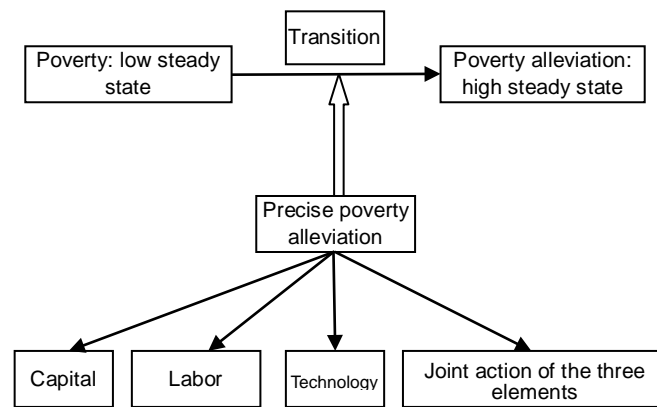 Transition
Poverty: low steady
state
Poverty alleviation:
high steady state
Precise poverty
alleviation
Capital
Labor
Technology
Joint action of the three
elements